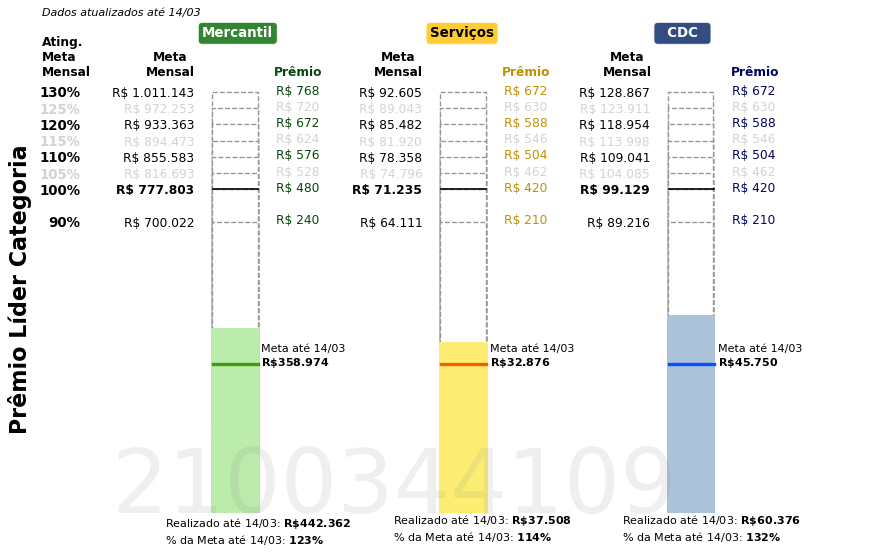 Dados atualizados até 14/03
Mercantil Serviços CDC
Ating. Meta Mensal
Meta Mensal Prêmio Meta Mensal Prêmio Meta Mensal Prêmio
130% R$ 1.011.143 R$ 768 R$ 92.605 R$ 672 R$ 128.867 R$ 672
125% R$ 972.253 R$ 720 R$ 89.043 R$ 630 R$ 123.911 R$ 630
120% R$ 933.363 R$ 672 R$ 85.482 R$ 588 R$ 118.954 R$ 588
115% R$ 894.473 R$ 624 R$ 81.920 R$ 546 R$ 113.998 R$ 546
110% R$ 855.583 R$ 576 R$ 78.358 R$ 504 R$ 109.041 R$ 504
105% R$ 816.693 R$ 528 R$ 74.796 R$ 462 R$ 104.085 R$ 462
100% R$ 777.803 R$ 480 R$ 71.235 R$ 420 R$ 99.129 R$ 420
90% R$ 700.022 R$ 240 R$ 64.111 R$ 210 R$ 89.216 R$ 210
Prêmio Líder Categoria
Meta até 14/03 Meta até 14/03 Meta até 14/03
R$358.974 R$32.876 R$45.750
2100344109
Realizado até 14/03: R$442.362 Realizado até 14/03: R$37.508 Realizado até 14/03: R$60.376
% da Meta até 14/03: 123% % da Meta até 14/03: 114% % da Meta até 14/03: 132%